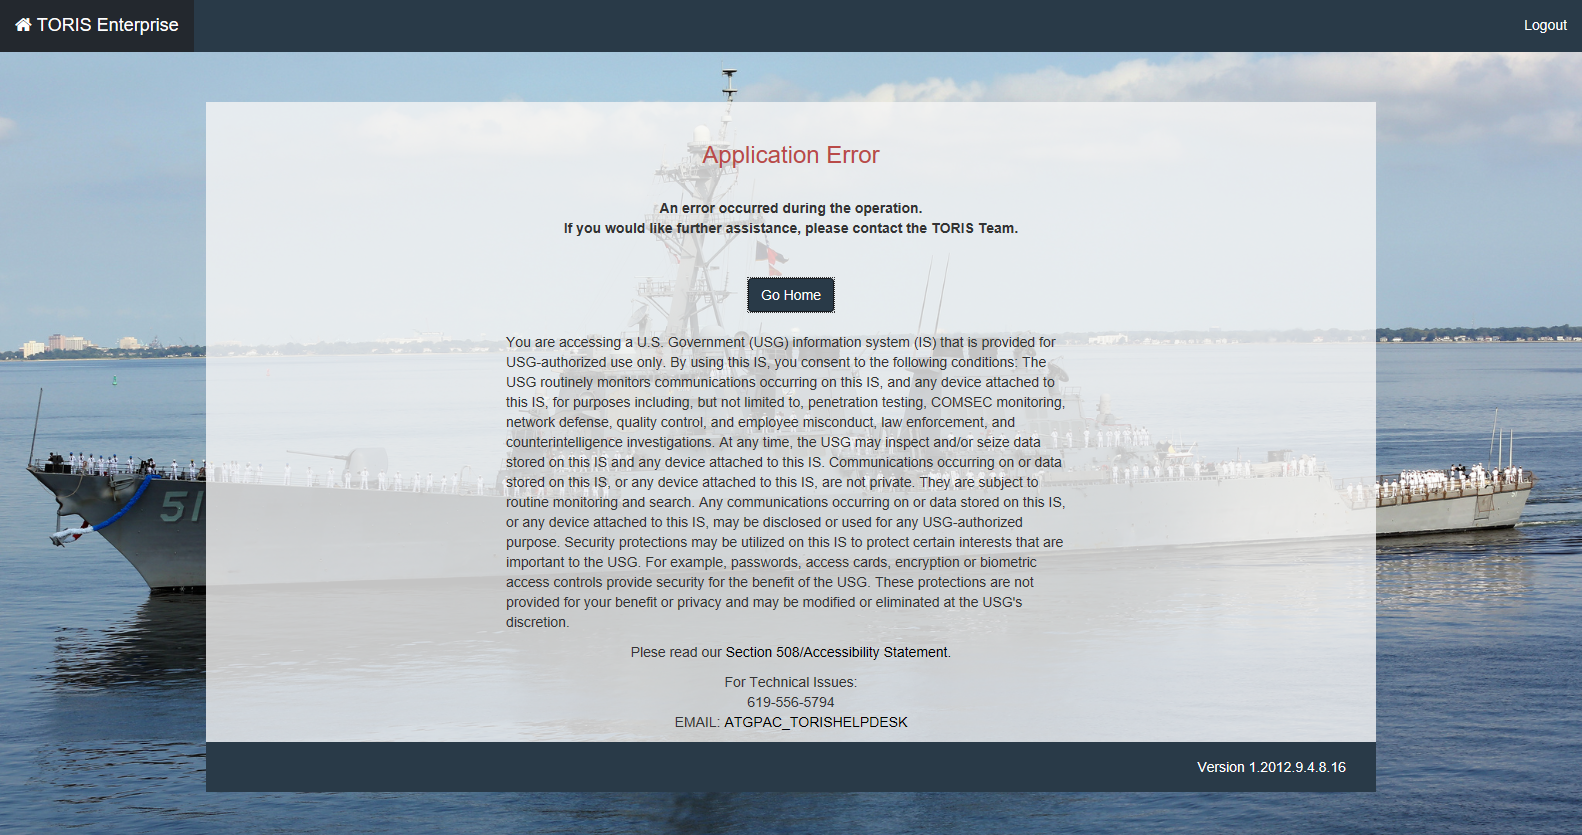 TORIS Enterprise
Logout
Application Error
An error occurred during the operation.
If you would like further assistance, please contact the TORIS Team.
Go Home
You are accessing a U.S. Government (USG) information system (IS) that is provided for
USG-authorized use only. By using this IS, you consent to the following conditions: The
USG routinely monitors communications occurring on this IS, and any device attached to
this IS, for purposes including, but not limited to, penetration testing, COMSEC monitoring,
network defense, quality control, and employee misconduct, law enforcement, and
counterintelligence investigations. At any time, the USG may inspect and/or seize data
stored on this IS and any device attached to this IS. Communications occurring on or data
stored on this IS, or any device attached to this IS, are not private. They are subject to
routine monitoring and search. Any communications occurring on or data stored on this IS,
or any device attached to this IS, may be disclosed or used for any USG-authorized
purpose. Security protections may be utilized on this IS to protect certain interests that are
important to the USG. For example, passwords, access cards, encryption or biometric
access controls provide security for the benefit of the USG. These protections are not
provided for your benefit or privacy and may be modified or eliminated at the USG's
discretion.
51
Plese read our Section 508/Accessibility Statement.
For Technical Issues:
619-556-5794
EMAIL: ATGPAC_TORISHELPDESK
Version 1.2012.9.4.8.16